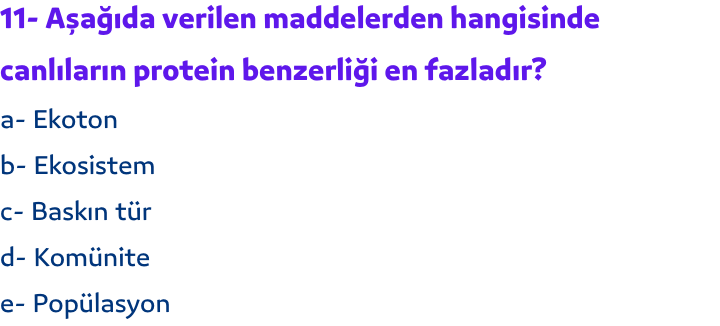 11- Aşağıda verilen maddelerden hangisinde
canlıların protein benzerliği en fazladır?
a- Ekoton
b- Ekosistem
c- Baskın tür
d- Komünite
e- Popülasyon